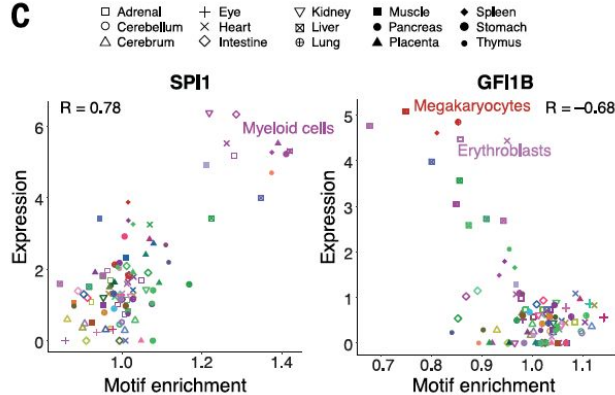 C
Adrenal Eye Kidney Muscle Spleen
Cerebellum Heart Liver Pancreas Stomach
Cerebrum Intestine Lung Placenta Thymus
SPI1
R = 0.78
Myeloid cells
Expression
6
4
2
0
1.0 1.2 1.4
Motif enrichment
GFI1B
Megakaryocytes R = −0.68
Erythroblasts
Expression
5
4
3
2
1
0
0.7 0.8 0.9 1.0 1.1
Motif enrichment